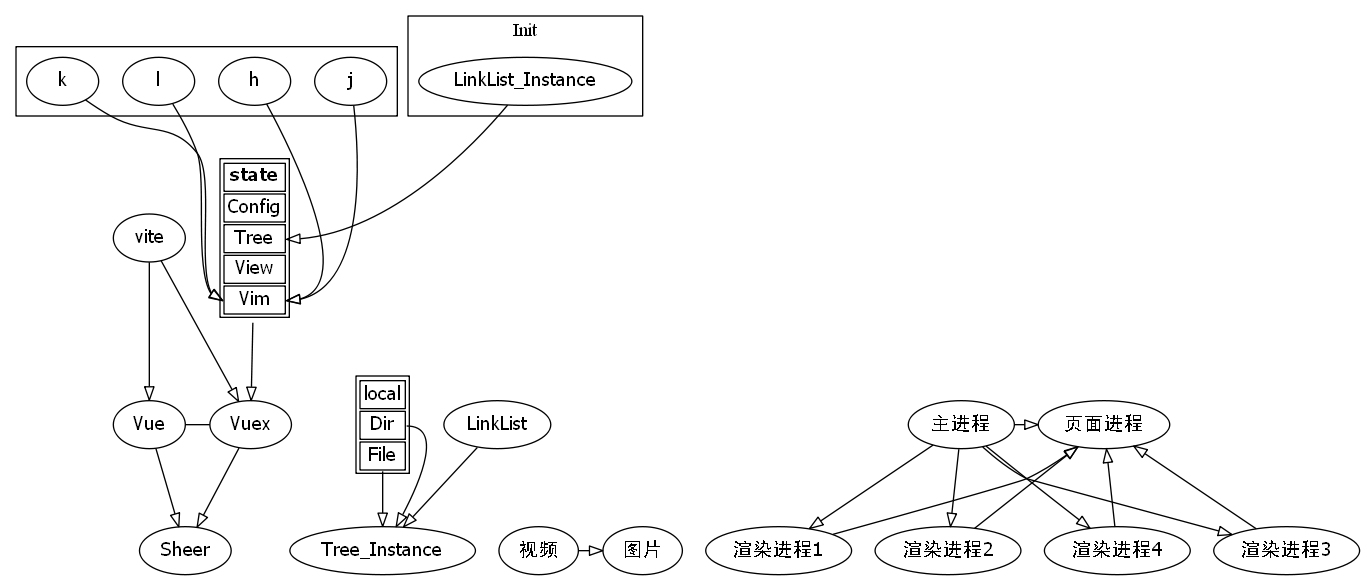 Init
k
l
h
j
LinkList_Instance
state
Config
Tree
View
Vim
vite
local
Dir
File
Vue
Vuex
LinkList
主进程
页面进程
Sheer
Tree_Instance
视频
图片
渲染进程1
渲染进程2
渲染进程4
渲染进程3